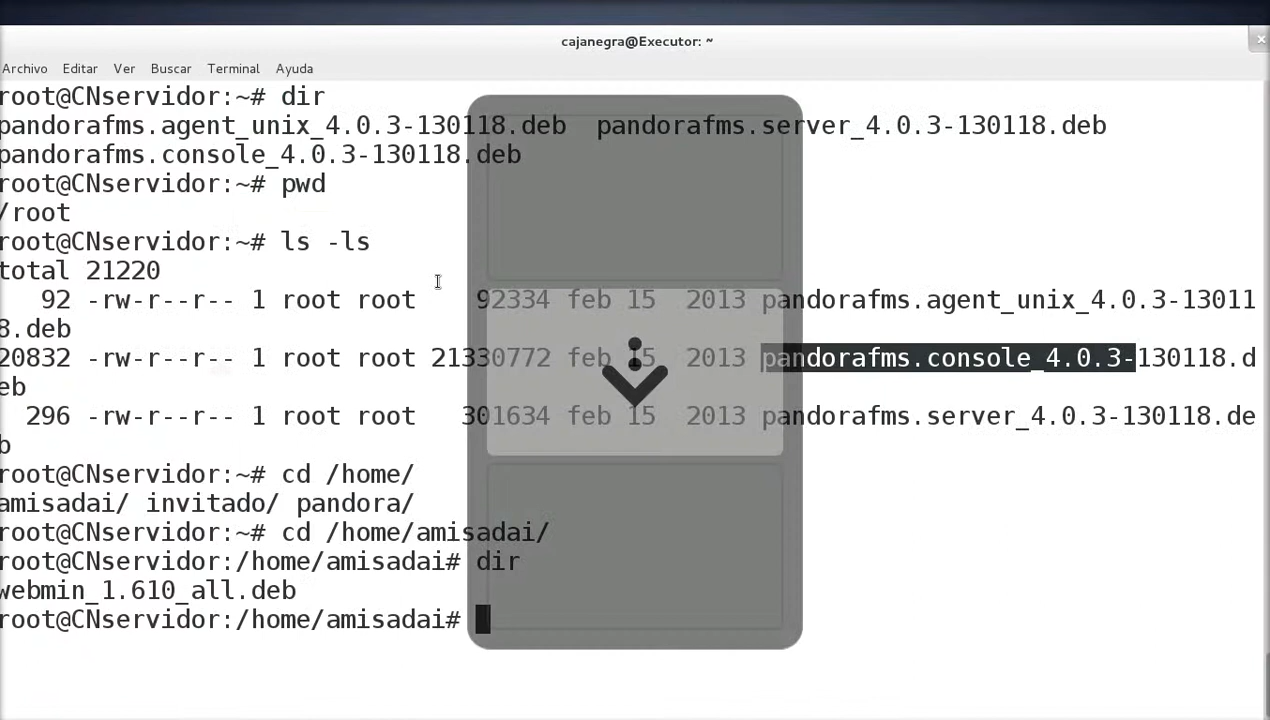 cajanegra@Executor: ~
Archivo Editar Ver Buscar Terminal Ayuda
root@CNservidor:~# dir
pandorafms.agent_unix_4.0.3-130118.deb  pandorafms.server_4.0.3-130118.deb
pandorafms.console_4.0.3-130118.deb
root@CNservidor:~# pwd
/root
root@CNservidor:~# ls -ls
total 21220
   92 -rw-r--r-- 1 root root    92334 feb 15  2013 pandorafms.agent_unix_4.0.3-13011
8.deb
20832 -rw-r--r-- 1 root root 21330772 feb 15  2013 pandorafms.console_4.0.3-130118.d
eb
  296 -rw-r--r-- 1 root root   301634 feb 15  2013 pandorafms.server_4.0.3-130118.de
b
root@CNservidor:~# cd /home/
amisadai/ invitado/ pandora/
root@CNservidor:~# cd /home/amisadai/
root@CNservidor:/home/amisadai# dir
webmin_1.610_all.deb
root@CNservidor:/home/amisadai#